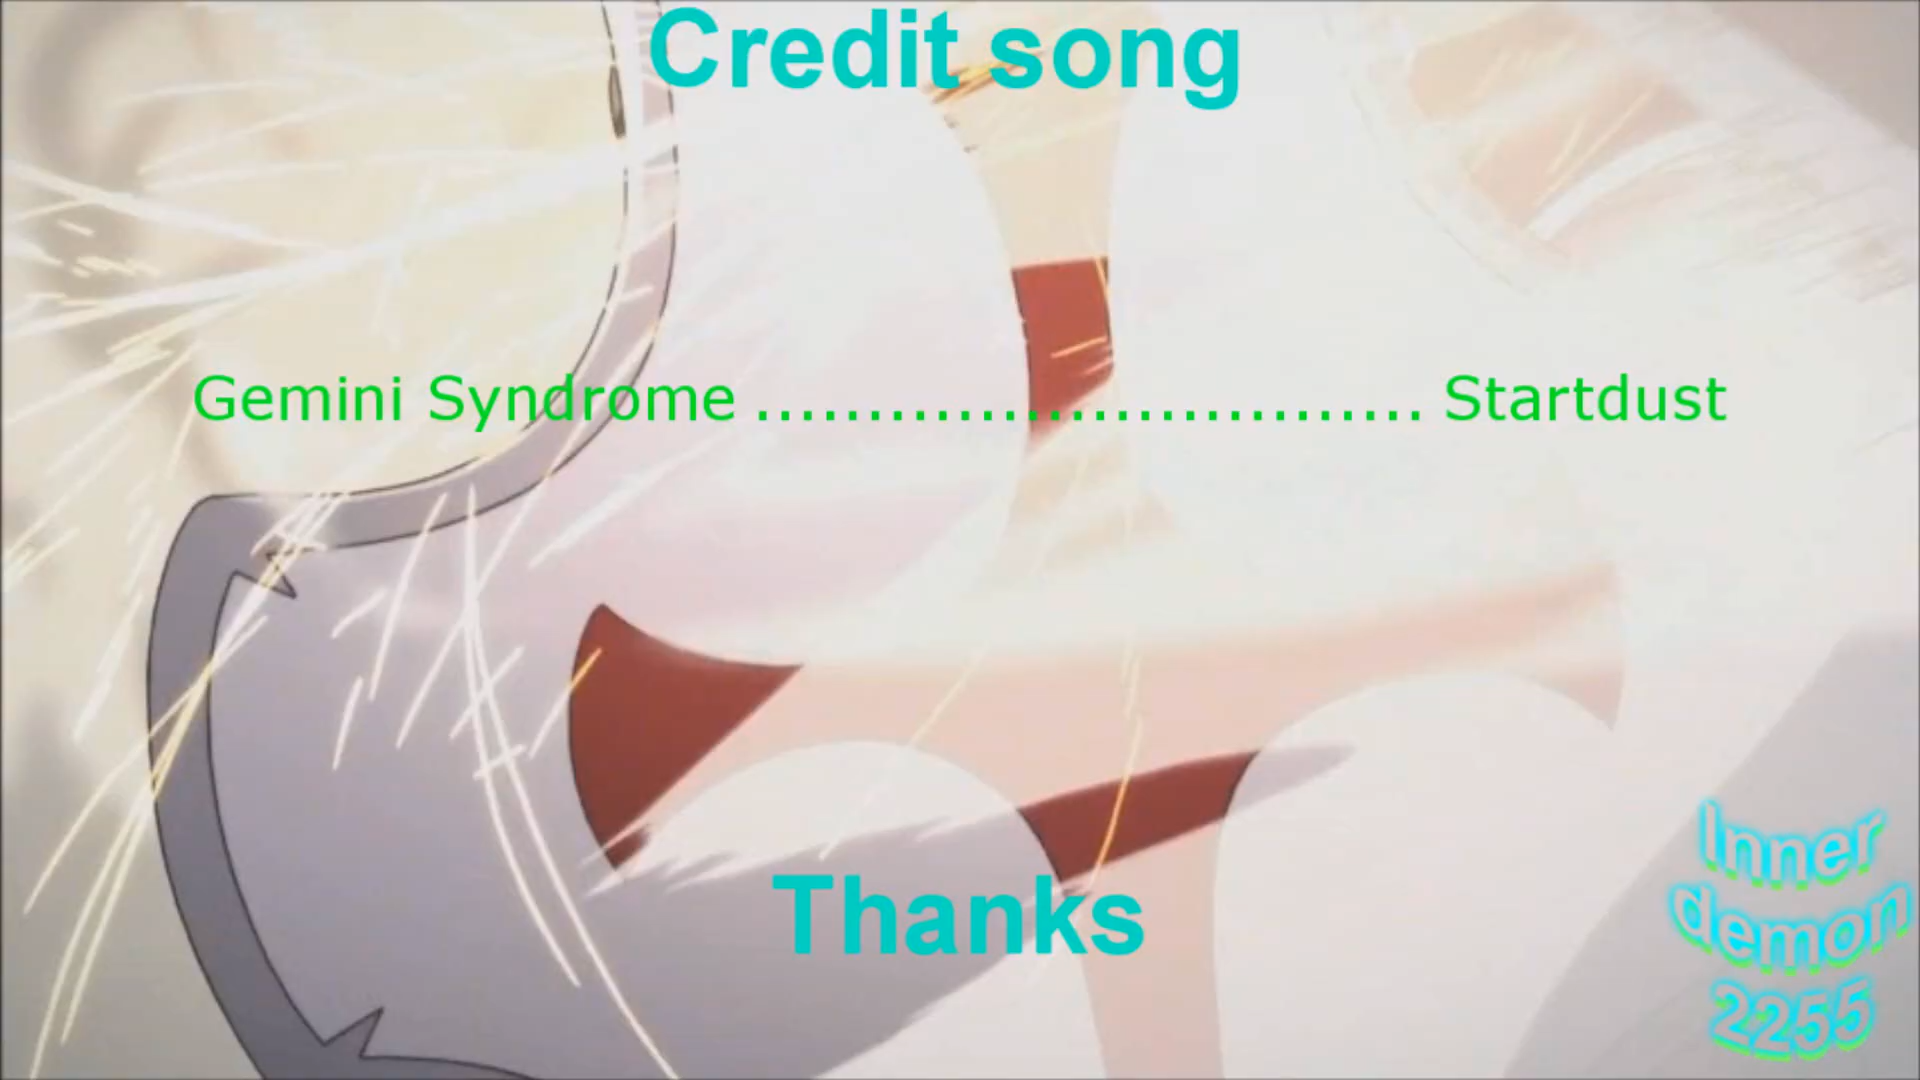 Credit song
Gemini Syndrome .............................. Startdust
Thanks
Inner
demon
2255